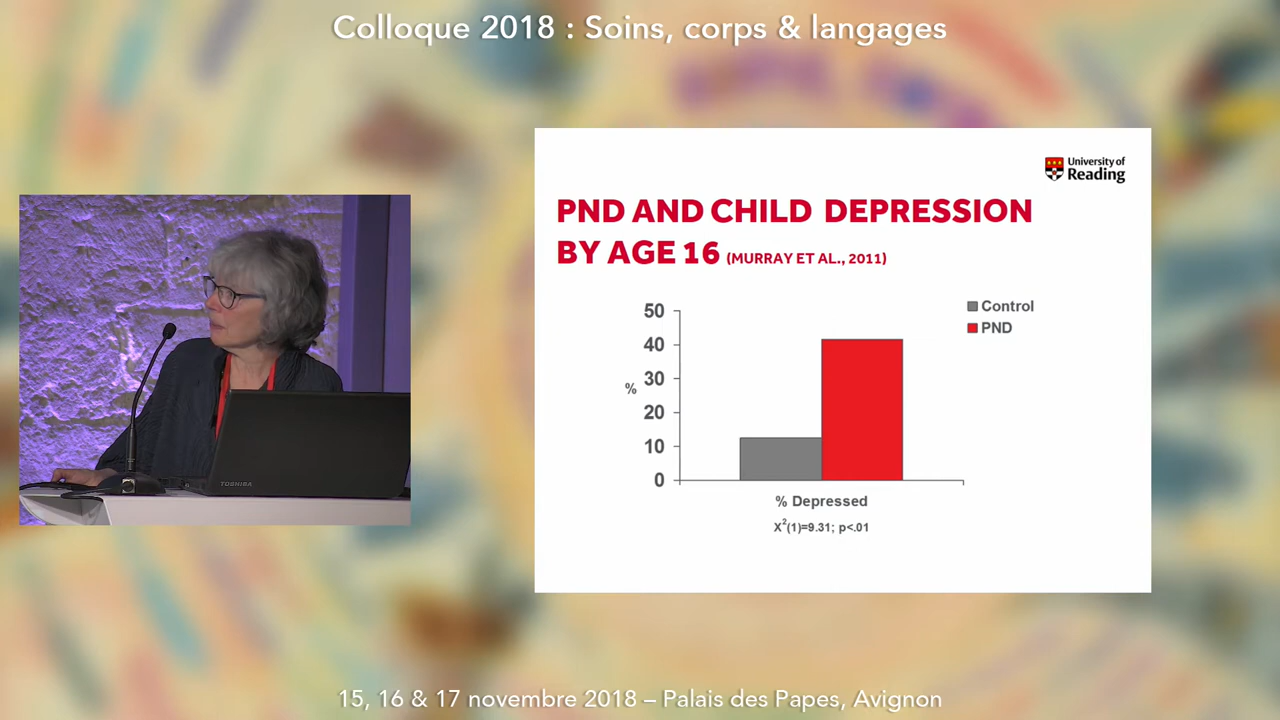 Colloque 2018 : Soins, corps & langages
University of
Reading
PND AND CHILD DEPRESSION
BY AGE 16 (MURRAY ET AL., 2011)
Control
PND
50
40
30
20
10
0
%
% Depressed
X²(1)=9.31; p<.01
TOSHIBA
15, 16 & 17 novembre 2018 – Palais des Papes, Avignon